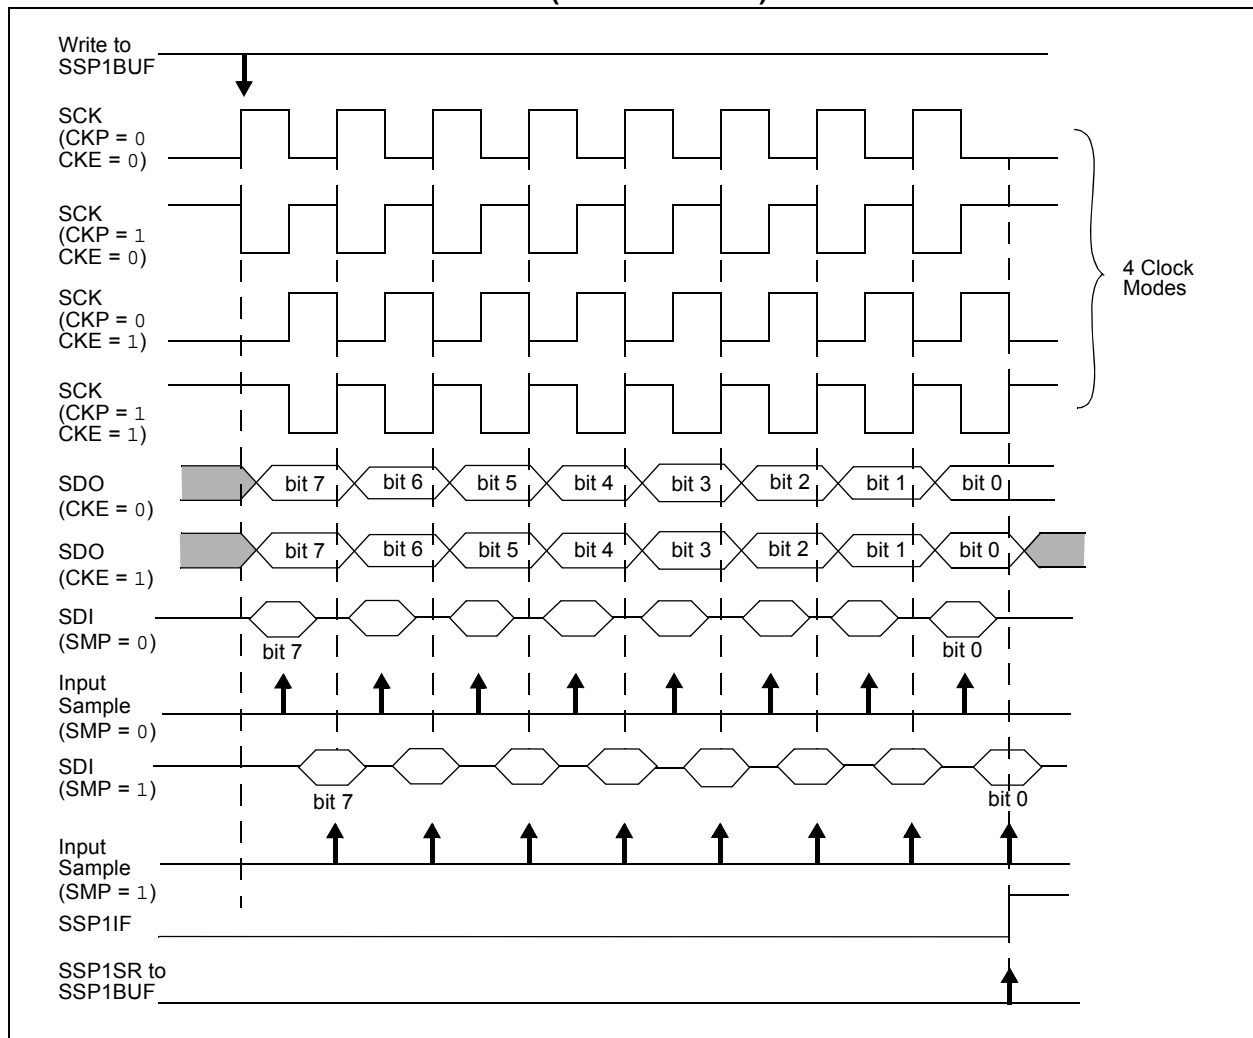 Write to
SSP1BUF
SCK
(CKP = 0
CKE = 0)
SCK
(CKP = 1
CKE = 0)
4 Clock
Modes
SCK
(CKP = 0
CKE = 1)
SCK
(CKP = 1
CKE = 1)
SDO
(CKE = 0)
bit 7 bit 6 bit 5 bit 4 bit 3 bit 2 bit 1 bit 0
SDO
(CKE = 1)
bit 7 bit 6 bit 5 bit 4 bit 3 bit 2 bit 1 bit 0
SDI
(SMP = 0)
bit 7 bit 0
Input
Sample
(SMP = 0)
SDI
(SMP = 1)
bit 7 bit 0
Input
Sample
(SMP = 1)
SSP1IF
SSP1SR to
SSP1BUF